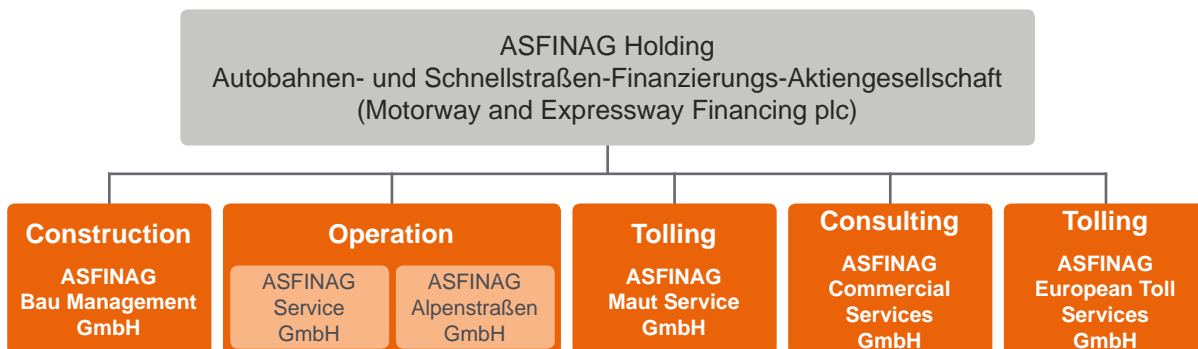 ASFINAG Holding
Autobahnen- und Schnellstraßen-Finanzierungs-Aktiengesellschaft
(Motorway and Expressway Financing plc)
Construction
ASFINAG
Bau Management
GmbH
Operation
ASFINAG
Service
GmbH
ASFINAG
Alpenstraßen
GmbH
Tolling
ASFINAG
Maut Service
GmbH
Consulting
ASFINAG
Commercial
Services
GmbH
Tolling
ASFINAG
European Toll
Services
GmbH